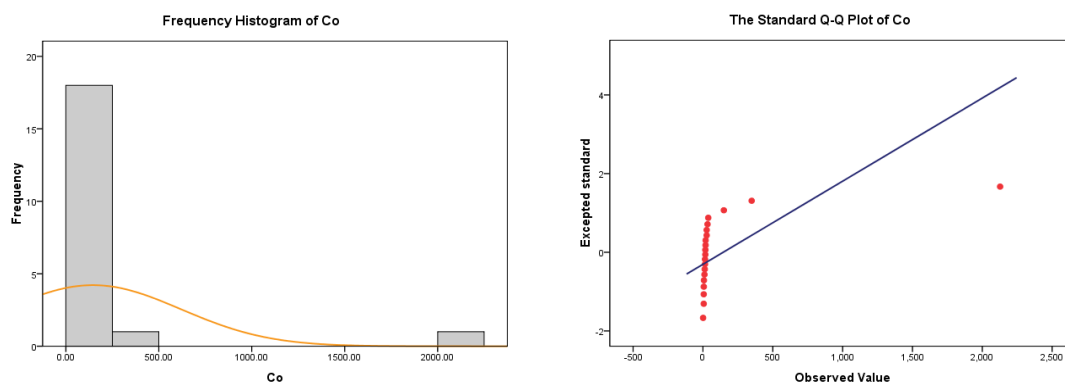 Frequency Histogram of Co
20
15
10
5
0
Frequency
0.00 500.00 1000.00 1500.00 2000.00
Co
The Standard Q-Q Plot of Co
4
2
0
-2
Excepted standard
-500 0 500 1,000 1,500 2,000 2,500
Observed Value